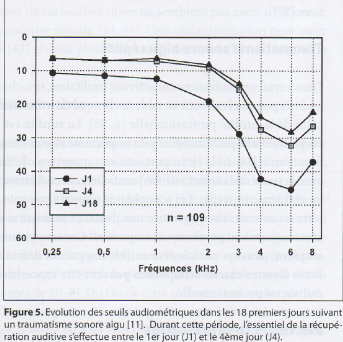 0
10
20
30
40
50
60
J1
J4
J18
n = 109
0,25 0,5 1 2 3 4 6 8
Fréquences (kHz)
Figure 5. Evolution des seuils audiométriques dans les 18 premiers jours suivant
un traumatisme sonore aigu [11]. Durant cette période, l'essentiel de la récupé-
ration auditive s'effectue entre le 1er jour (J1) et le 4ème jour (J4).